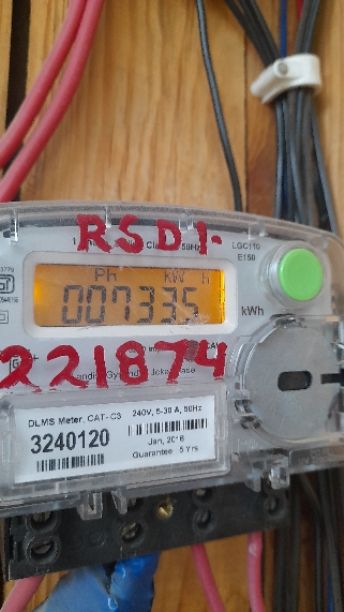 RSD1-
LGC110
E150
Ph KW h
007335
kWh
221874
DLMS Meter, CAT- C3 240V, 5-30 A, 50Hz
3240120
Jan, 2016
Guarantee 5 Yrs